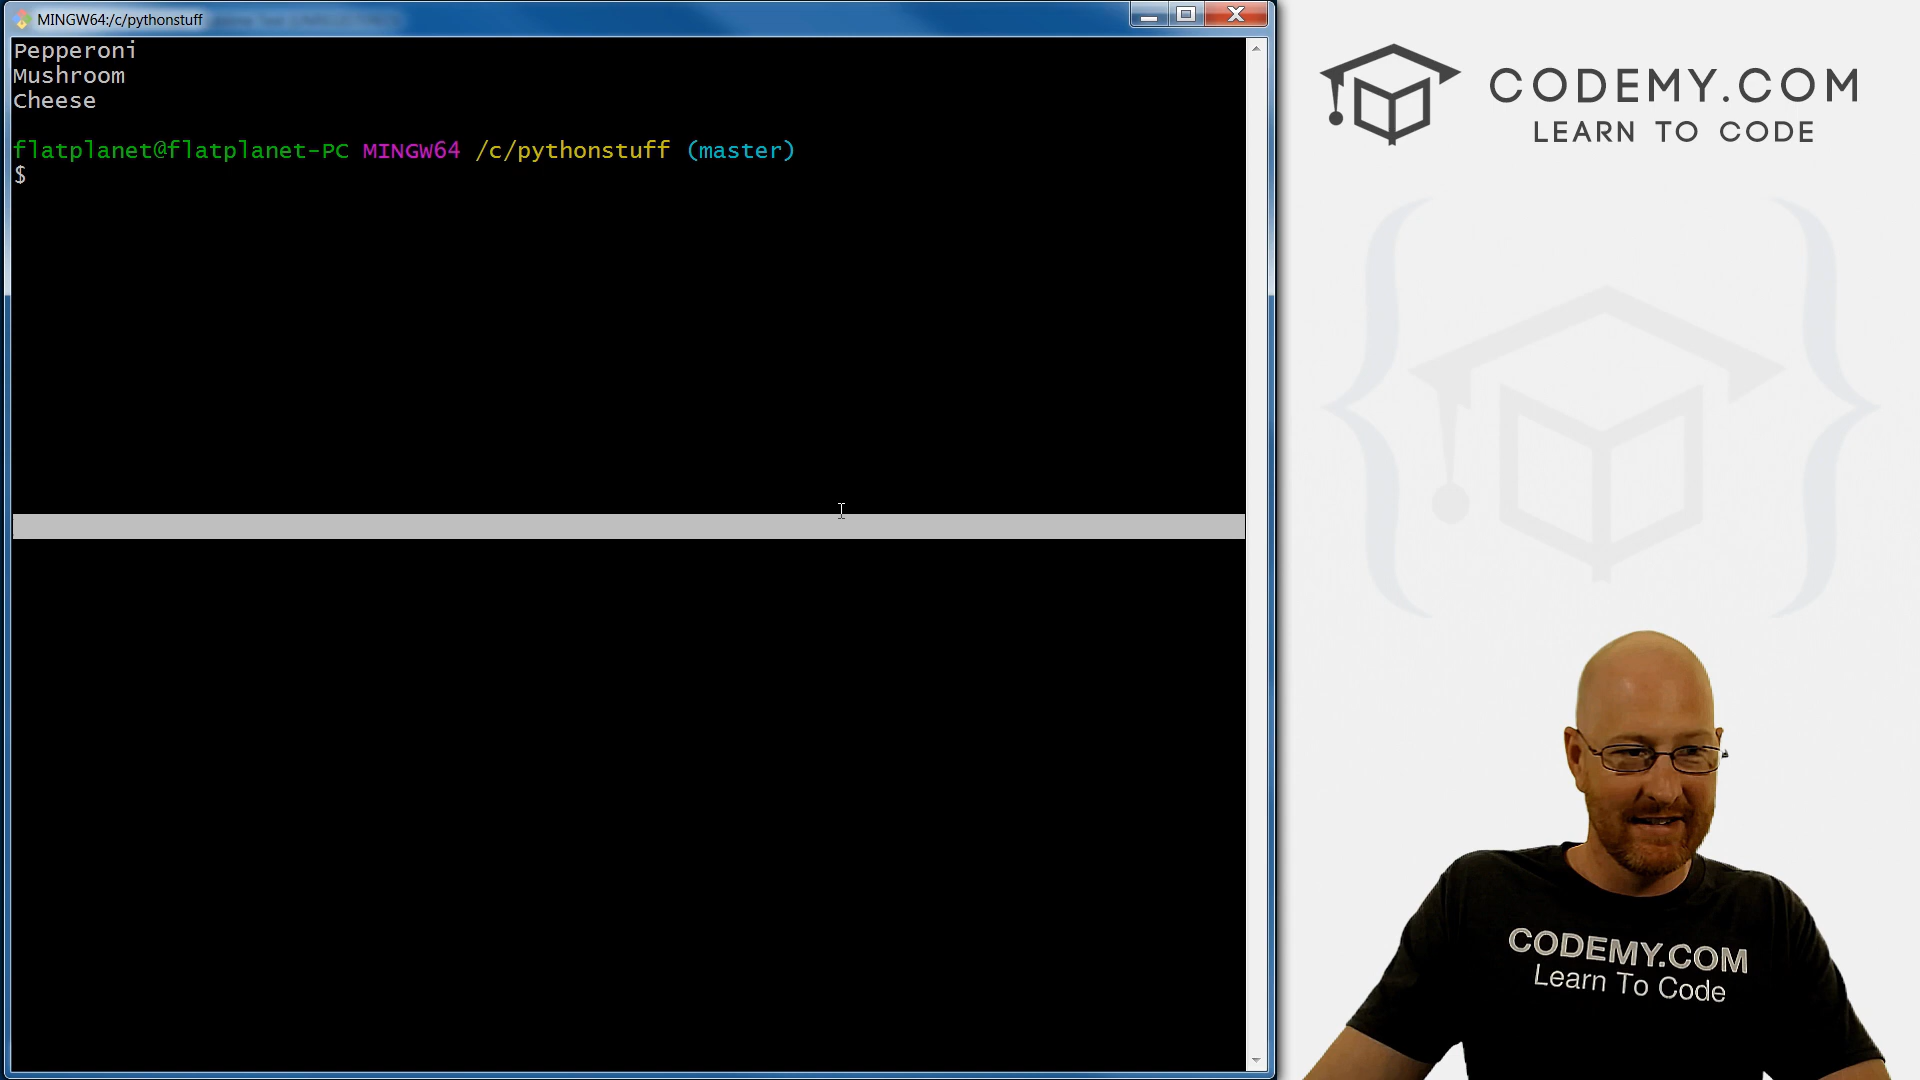 MINGW64:/c/pythonstuff
Pepperoni
Mushroom
Cheese
flatplanet@flatplanet-PC MINGW64 /c/pythonstuff (master)
$
CODEMY.COM
LEARN TO CODE
CODEMY.COM
Learn To Code